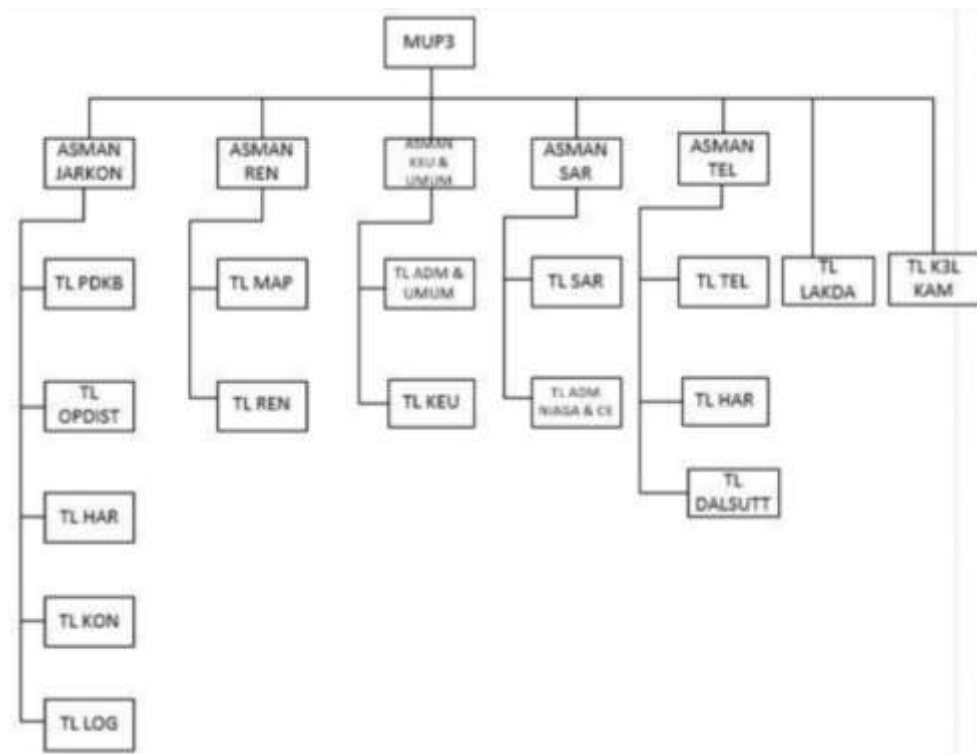 MUP3
ASMAN
JARKON
ASMAN
REN
ASMAN
KEU &
UMUM
ASMAN
SAR
ASMAN
TEL
TL PDKB
TL MAP
TL ADM &
UMUM
TL SAR
TL TEL
TL
LAKDA
TL K3L
KAM
TL
OPDIST
TL REN
TL KEU
TL ADM
NIAGA & CE
TL HAR
TL HAR
TL
DALSUTT
TL KON
TL LOG